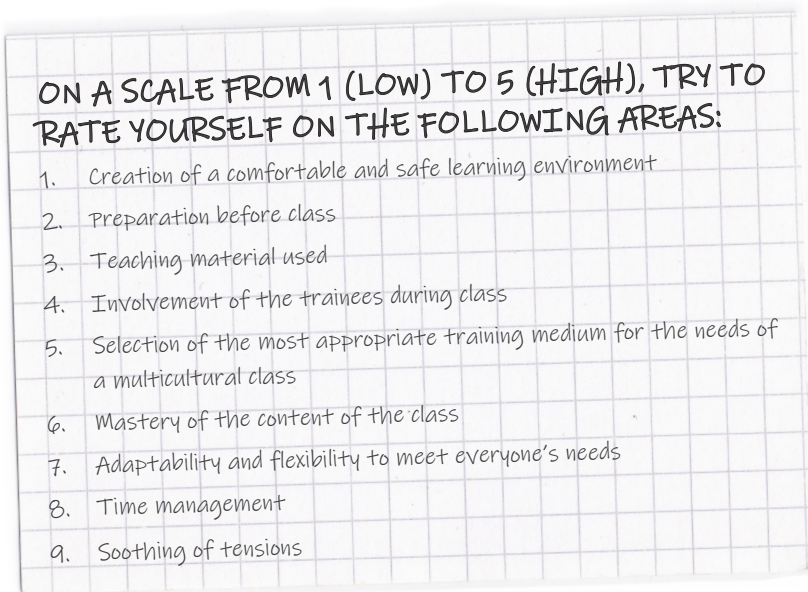 ON A SCALE FROM 1 (LOW) TO 5 (HIGH), TRY TO
RATE YOURSELF ON THE FOLLOWING AREAS:
1. Creation of a comfortable and safe learning environment
2. Preparation before class
3. Teaching material used
4. Involvement of the trainees during class
5. Selection of the most appropriate training medium for the needs of
a multicultural class
6. Mastery of the content of the class
7. Adaptability and flexibility to meet everyone's needs
8. Time management
9. Soothing of tensions